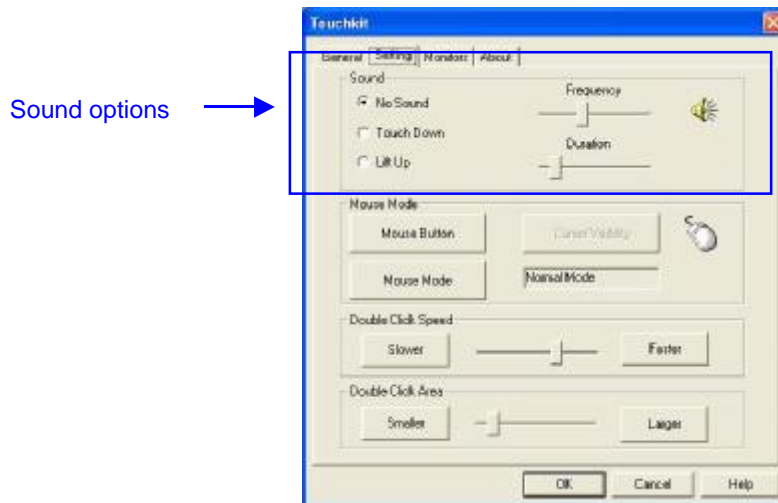 Touchkit
General Setting Monitors About
Sound options
Sound
No Sound
Touch Down
Lift Up
Frequency
Duration
Mouse Mode
Mouse Button
Cursor Visibility
Mouse Mode
Normal Mode
Double Click Speed
Slower
Faster
Double Click Area
Smaller
Larger
OK Cancel Help